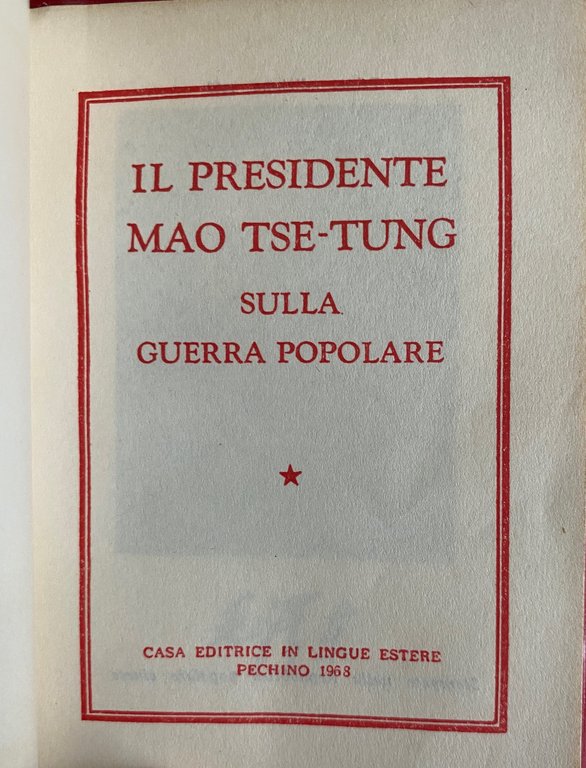 IL PRESIDENTE
MAO TSE-TUNG
SULLA
GUERRA POPOLARE
CASA EDITRICE IN LINGUE ESTERE
PECHINO 1968